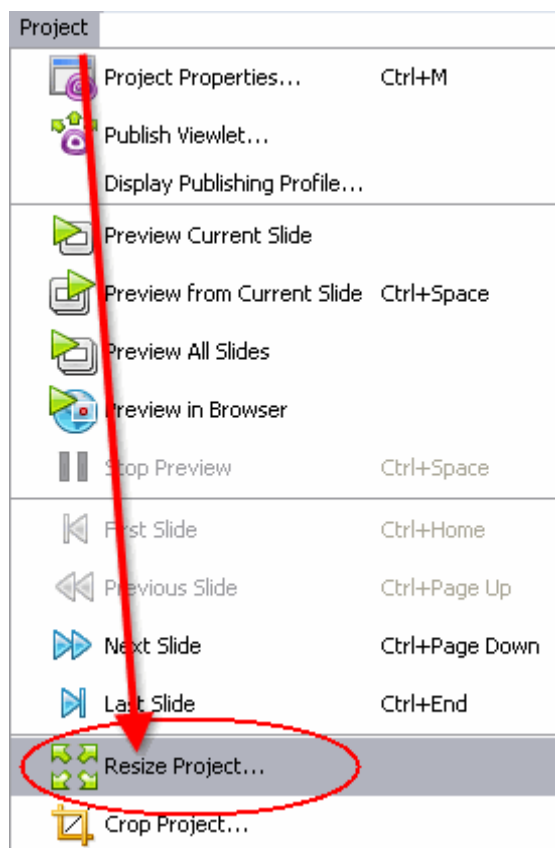 Project
Project Properties... Ctrl+M
Publish Viewlet...
Display Publishing Profile...
Preview Current Slide
Preview from Current Slide Ctrl+Space
Preview All Slides
Preview in Browser
Stop Preview Ctrl+Space
First Slide Ctrl+Home
Previous Slide Ctrl+Page Up
Next Slide Ctrl+Page Down
Last Slide Ctrl+End
Resize Project...
Crop Project...